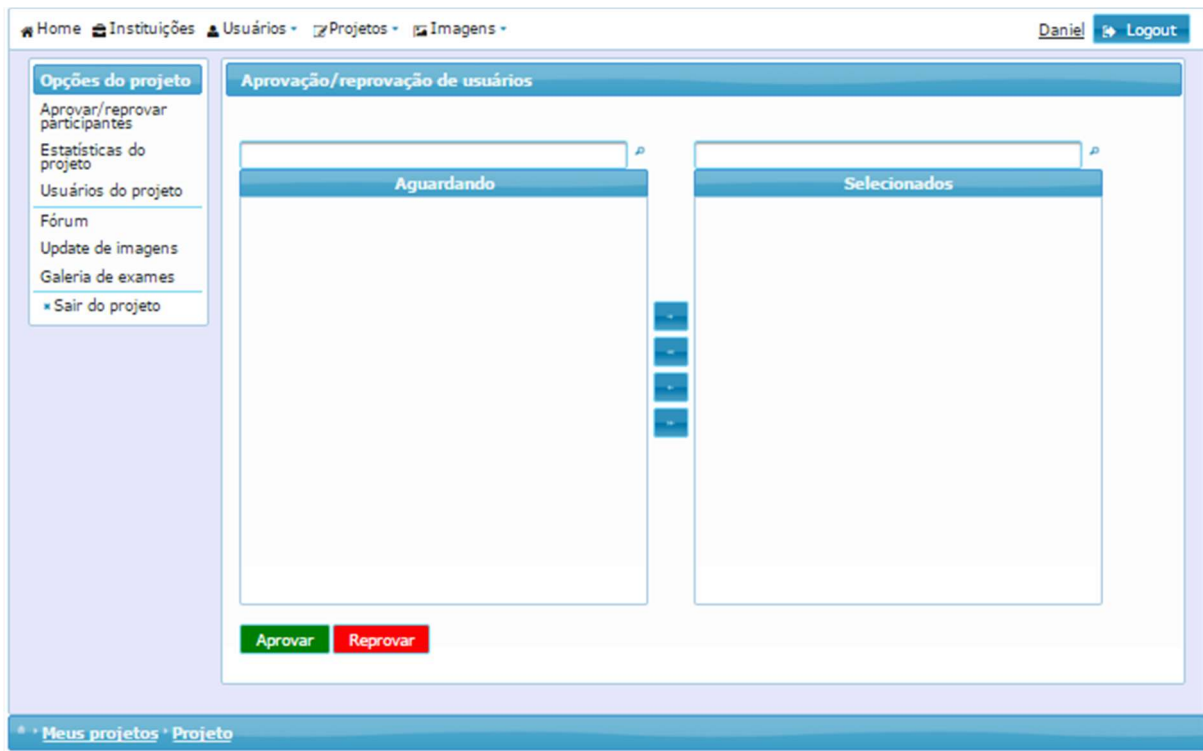 Home Instituições Usuários Projetos Imagens Daniel Logout
Opções do projeto
Aprovar/reprovar
participantes
Estatísticas do
projeto
Usuários do projeto
Fórum
Update de imagens
Galeria de exames
Sair do projeto
Aprovação/reprovação de usuários
Aguardando
Selecionados
Aprovar Reprovar
Meus projetos Projeto